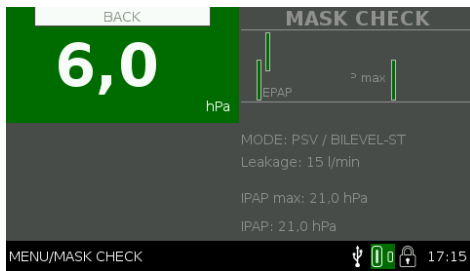 BACK
6,0
hPa
MASK CHECK
P max
EPAP
MODE: PSV / BILEVEL-ST
Leakage: 15 l/min
IPAP max: 21,0 hPa
IPAP: 21,0 hPa
MENU/MASK CHECK
0
17:15